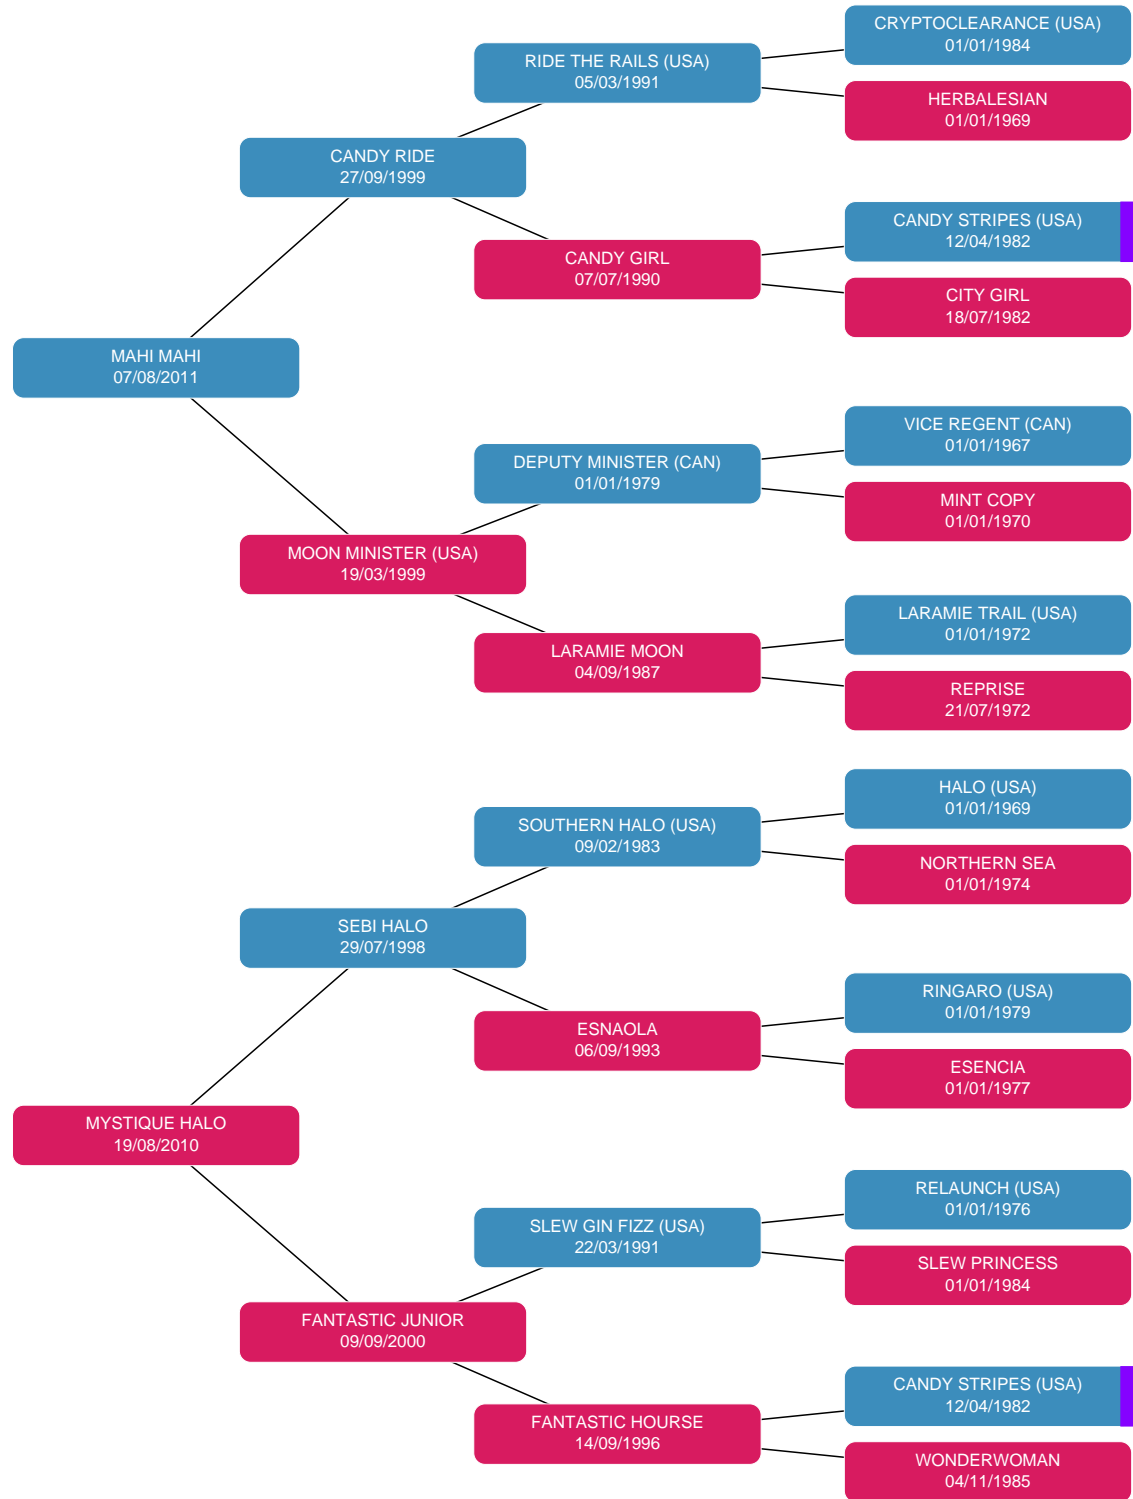 CRYPTOCLEARANCE (USA)
01/01/1984
RIDE THE RAILS (USA)
05/03/1991
HERBALESIAN
01/01/1969
CANDY RIDE
27/09/1999
CANDY STRIPES (USA)
12/04/1982
CANDY GIRL
07/07/1990
CITY GIRL
18/07/1982
MAHI MAHI
07/08/2011
VICE REGENT (CAN)
01/01/1967
DEPUTY MINISTER (CAN)
01/01/1979
MINT COPY
01/01/1970
MOON MINISTER (USA)
19/03/1999
LARAMIE TRAIL (USA)
01/01/1972
LARAMIE MOON
04/09/1987
REPRISE
21/07/1972
HALO (USA)
01/01/1969
SOUTHERN HALO (USA)
09/02/1983
NORTHERN SEA
01/01/1974
SEBI HALO
29/07/1998
RINGARO (USA)
01/01/1979
ESNAOLA
06/09/1993
ESENCIA
01/01/1977
MYSTIQUE HALO
19/08/2010
RELAUNCH (USA)
01/01/1976
SLEW GIN FIZZ (USA)
22/03/1991
SLEW PRINCESS
01/01/1984
FANTASTIC JUNIOR
09/09/2000
CANDY STRIPES (USA)
12/04/1982
FANTASTIC HOURSE
14/09/1996
WONDERWOMAN
04/11/1985